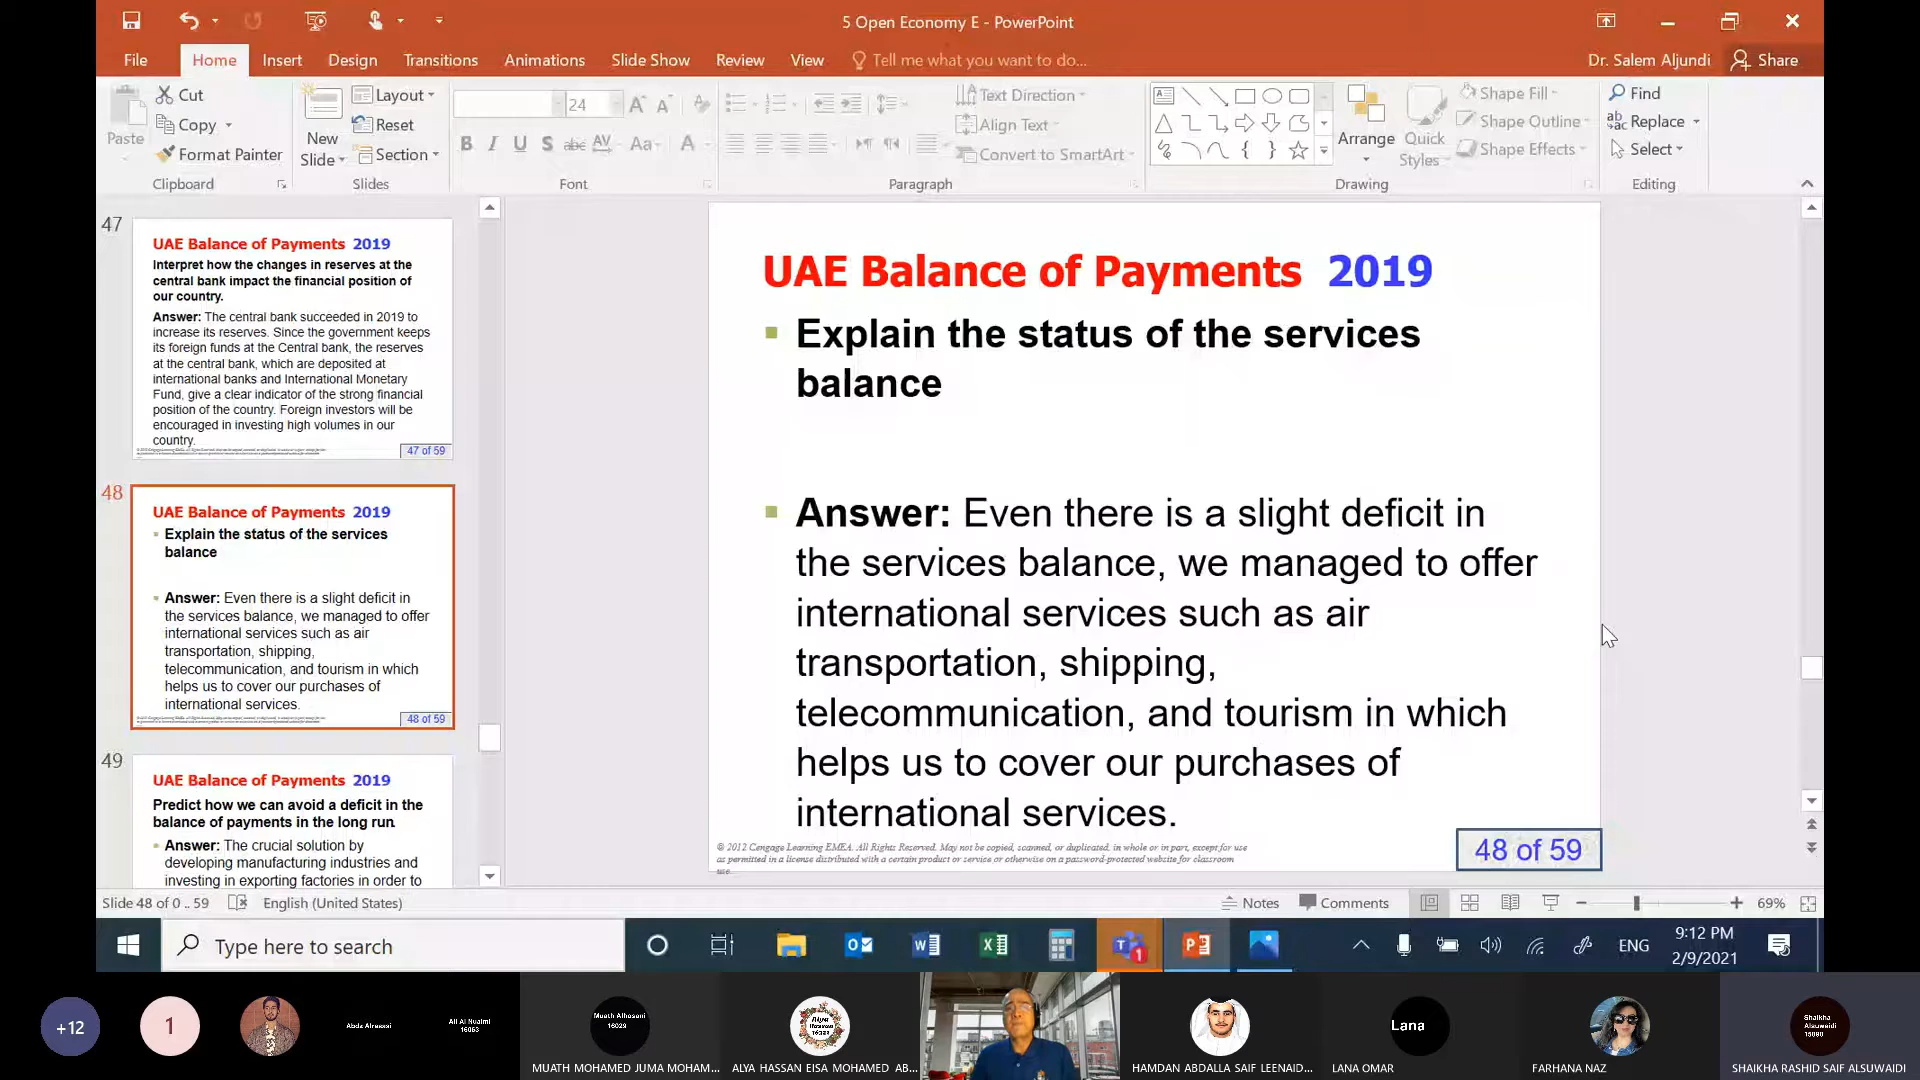 5 Open Economy E - PowerPoint
File Home Insert Design Transitions Animations Slide Show Review View Tell me what you want to do... Dr. Salem Aljundi Share
Paste Cut Copy Format Painter
Clipboard
New Slide Layout Reset Section
Slides
24
B I U S abc AV Aa A
Font
Text Direction
Align Text
Convert to SmartArt
Paragraph
Arrange Quick Styles
Shape Fill
Shape Outline
Shape Effects
Drawing
Find
Replace
Select
Editing
47
UAE Balance of Payments 2019
Interpret how the changes in reserves at the
central bank impact the financial position of
our country.
Answer: The central bank succeeded in 2019 to
increase its reserves. Since the government keeps
its foreign funds at the Central bank, the reserves
at the central bank, which are deposited at
international banks and International Monetary
Fund, give a clear indicator of the strong financial
position of the country. Foreign investors will be
encouraged in investing high volumes in our
country.
47 of 59
48
UAE Balance of Payments 2019
Explain the status of the services
balance
Answer: Even there is a slight deficit in
the services balance, we managed to offer
international services such as air
transportation, shipping,
telecommunication, and tourism in which
helps us to cover our purchases of
international services.
48 of 59
49
UAE Balance of Payments 2019
Predict how we can avoid a deficit in the
balance of payments in the long run.
Answer: The crucial solution by
developing manufacturing industries and
investing in exporting factories in order to
UAE Balance of Payments 2019
Explain the status of the services
balance
Answer: Even there is a slight deficit in
the services balance, we managed to offer
international services such as air
transportation, shipping,
telecommunication, and tourism in which
helps us to cover our purchases of
international services.
© 2012 Cengage Learning EMEA. All Rights Reserved. May not be copied, scanned, or duplicated, in whole or in part, except for use
as permitted in a license distributed with a certain product or service or otherwise on a password-protected website for classroom
use.
48 of 59
Slide 48 of 0 .. 59 English (United States) Notes Comments 69%
Type here to search
1
ENG
9:12 PM
2/9/2021
+12
1
Abda Alreassi
Ali Al Nuaimi
16063
Muath Alhosani
16029
MUATH MOHAMED JUMA MOHAM...
Alya Hassan
ALYA HASSAN EISA MOHAMED AB...
HAMDAN ABDALLA SAIF LEENAID...
Lana
LANA OMAR
FARHANA NAZ
Shaikha
Alsuwaidi
15090
SHAIKHA RASHID SAIF ALSUWAIDI